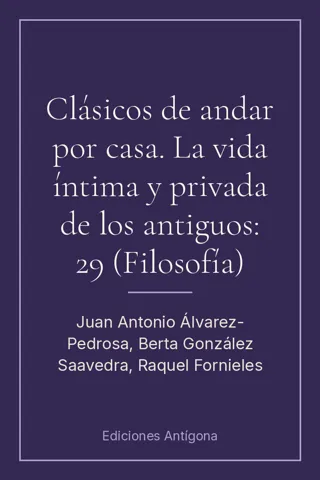 Clásicos de andar
por casa. La vida
íntima y privada
de los antiguos:
29 (Filosofía)
Juan Antonio Álvarez-
Pedrosa, Berta González
Saavedra, Raquel Fornieles
Ediciones Antígona